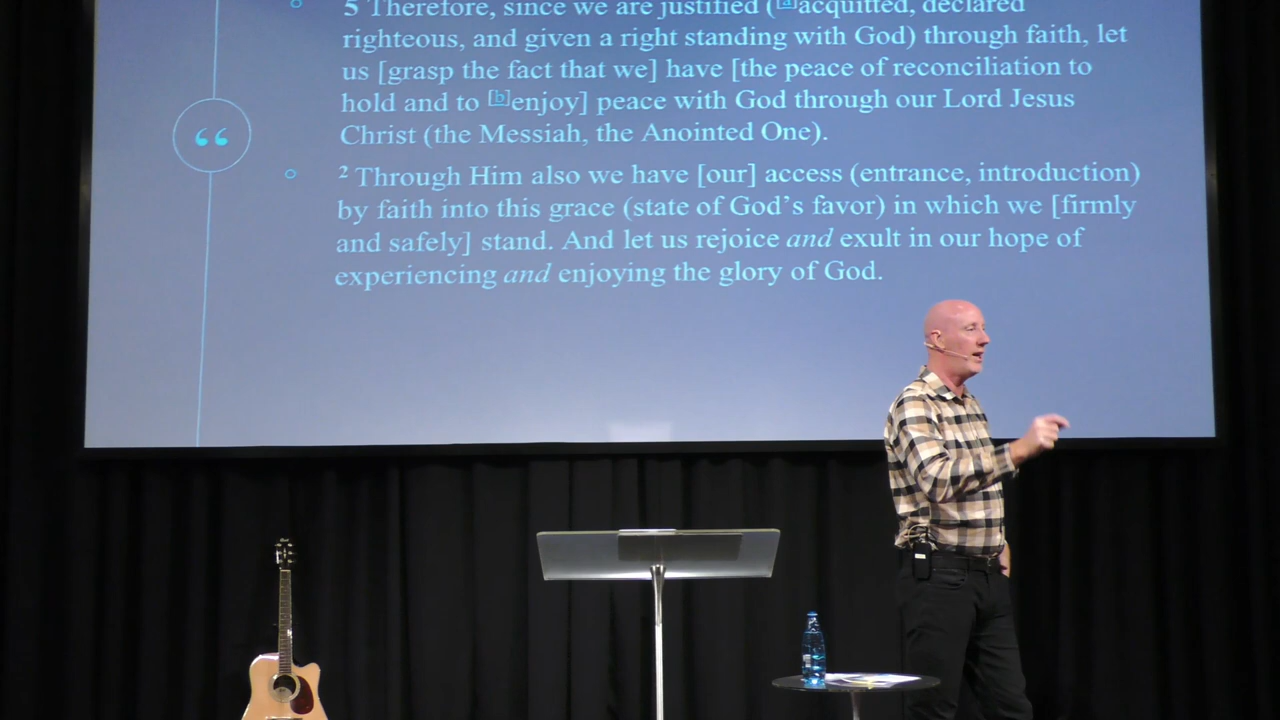 5 Therefore, since we are justified ([a]acquitted, declared
righteous, and given a right standing with God) through faith, let
us [grasp the fact that we] have [the peace of reconciliation to
hold and to [b]enjoy] peace with God through our Lord Jesus
Christ (the Messiah, the Anointed One).
2 Through Him also we have [our] access (entrance, introduction)
by faith into this grace (state of God’s favor) in which we [firmly
and safely] stand. And let us rejoice and exult in our hope of
experiencing and enjoying the glory of God.